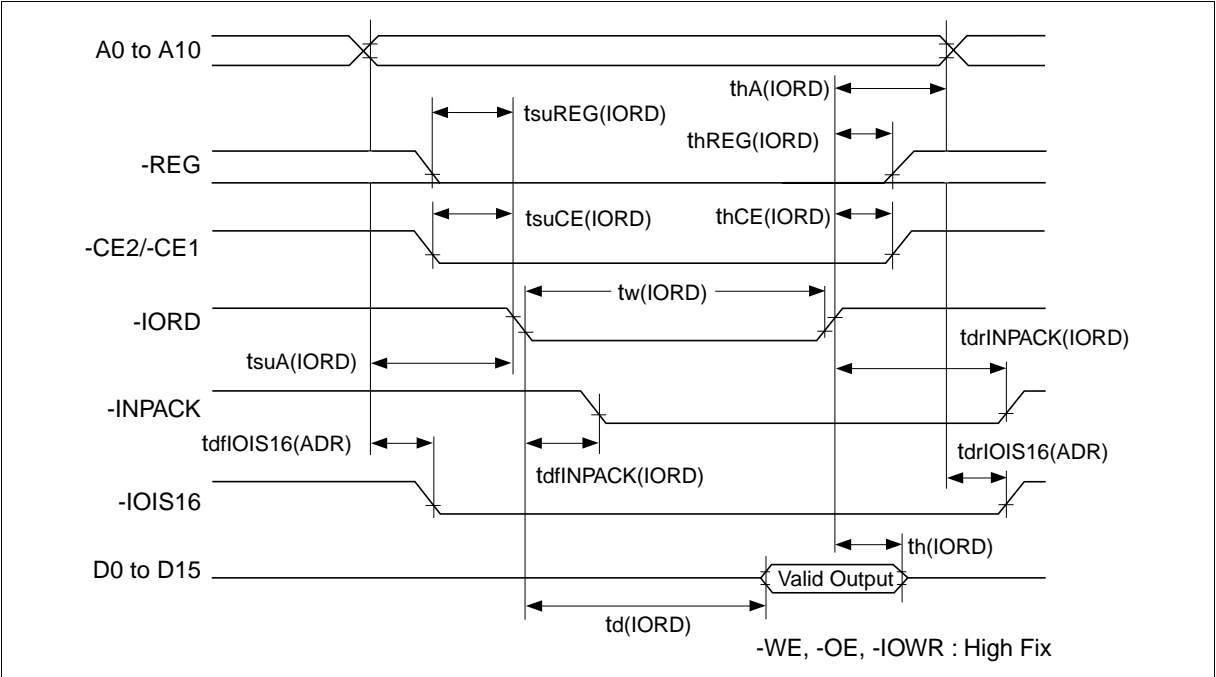 A0 to A10
thA(IORD)
tsuREG(IORD)
thREG(IORD)
-REG
tsuCE(IORD)
thCE(IORD)
-CE2/-CE1
tw(IORD)
-IORD
tdrINPACK(IORD)
tsuA(IORD)
-INPACK
tdfIOIS16(ADR)
tdrIOIS16(ADR)
tdfINPACK(IORD)
-IOIS16
th(IORD)
D0 to D15
Valid Output
td(IORD)
-WE, -OE, -IOWR : High Fix